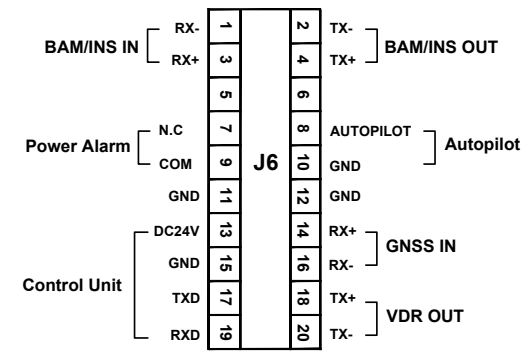 RX- 1 2 TX-
BAM/INS IN BAM/INS OUT
RX+ 3 4 TX+
5 6
N.C 7 8 AUTOPILOT
Power Alarm Autopilot
COM 9 J6 10 GND
GND 11 12 GND
DC24V 13 14 RX+
GNSS IN
GND 15 16 RX-
Control Unit
TXD 17 18 TX+
VDR OUT
RXD 19 20 TX-